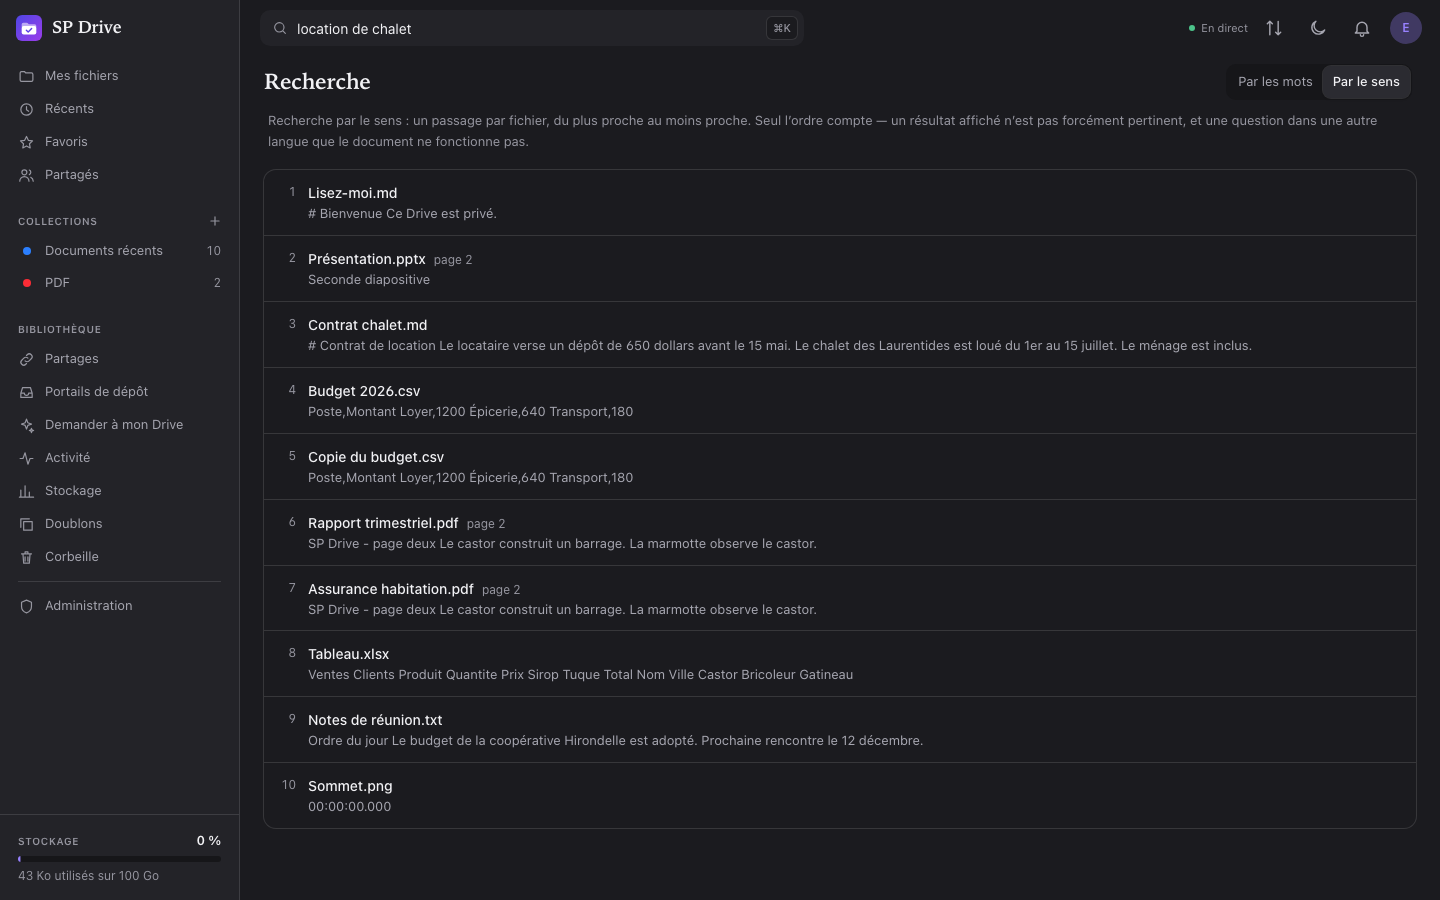 SP Drive
location de chalet
⌘K
En direct
E
Mes fichiers
Récents
Favoris
Partagés
COLLECTIONS
Documents récents 10
PDF 2
BIBLIOTHÈQUE
Partages
Portails de dépôt
Demander à mon Drive
Activité
Stockage
Doublons
Corbeille
Administration
STOCKAGE 0 %
43 Ko utilisés sur 100 Go
Recherche
Par les mots Par le sens
Recherche par le sens : un passage par fichier, du plus proche au moins proche. Seul l'ordre compte — un résultat affiché n'est pas forcément pertinent, et une question dans une autre
langue que le document ne fonctionne pas.
1 Lisez-moi.md
# Bienvenue Ce Drive est privé.
2 Présentation.pptx page 2
Seconde diapositive
3 Contrat chalet.md
# Contrat de location Le locataire verse un dépôt de 650 dollars avant le 15 mai. Le chalet des Laurentides est loué du 1er au 15 juillet. Le ménage est inclus.
4 Budget 2026.csv
Poste,Montant Loyer,1200 Épicerie,640 Transport,180
5 Copie du budget.csv
Poste,Montant Loyer,1200 Épicerie,640 Transport,180
6 Rapport trimestriel.pdf page 2
SP Drive - page deux Le castor construit un barrage. La marmotte observe le castor.
7 Assurance habitation.pdf page 2
SP Drive - page deux Le castor construit un barrage. La marmotte observe le castor.
8 Tableau.xlsx
Ventes Clients Produit Quantite Prix Sirop Tuque Total Nom Ville Castor Bricoleur Gatineau
9 Notes de réunion.txt
Ordre du jour Le budget de la coopérative Hirondelle est adopté. Prochaine rencontre le 12 décembre.
10 Sommet.png
00:00:00.000